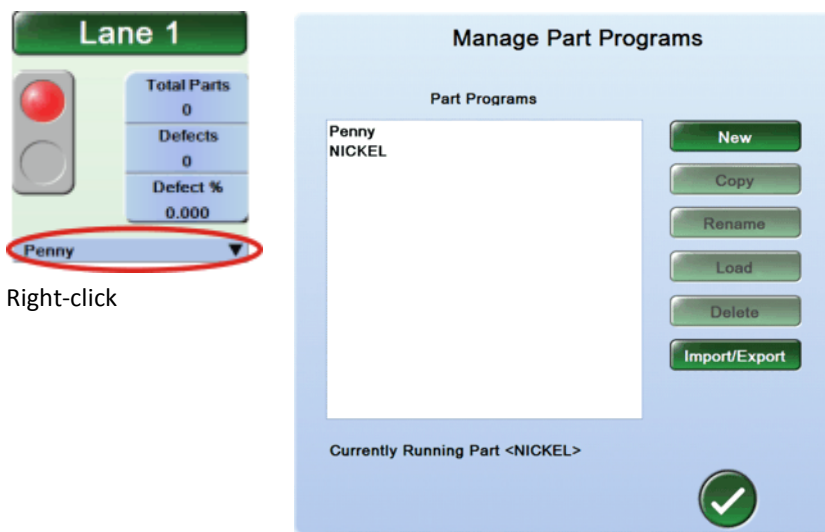 Lane 1
Total Parts
0
Defects
0
Defect %
0.000
Penny
Right-click
Manage Part Programs
Part Programs
Penny
NICKEL
New
Copy
Rename
Load
Delete
Import/Export
Currently Running Part <NICKEL>